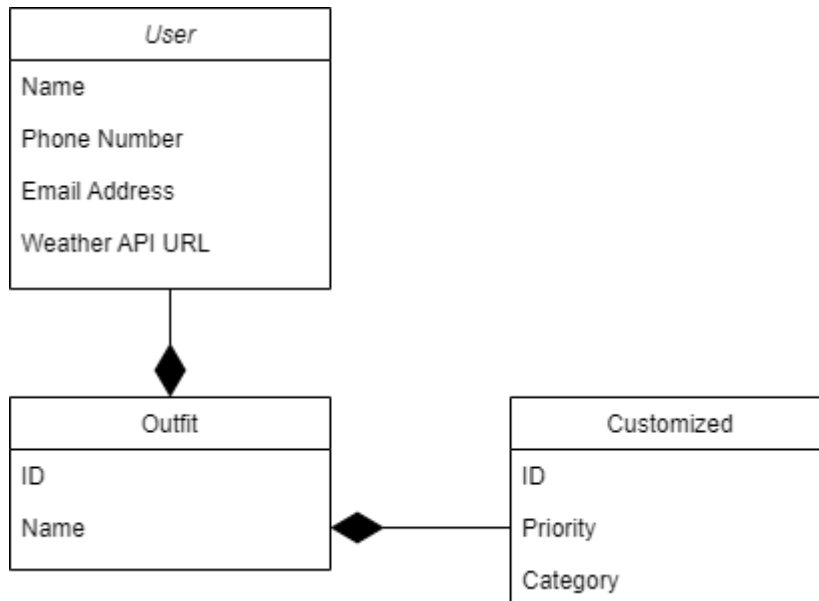 User
Name
Phone Number
Email Address
Weather API URL
Outfit
ID
Name
Customized
ID
Priority
Category